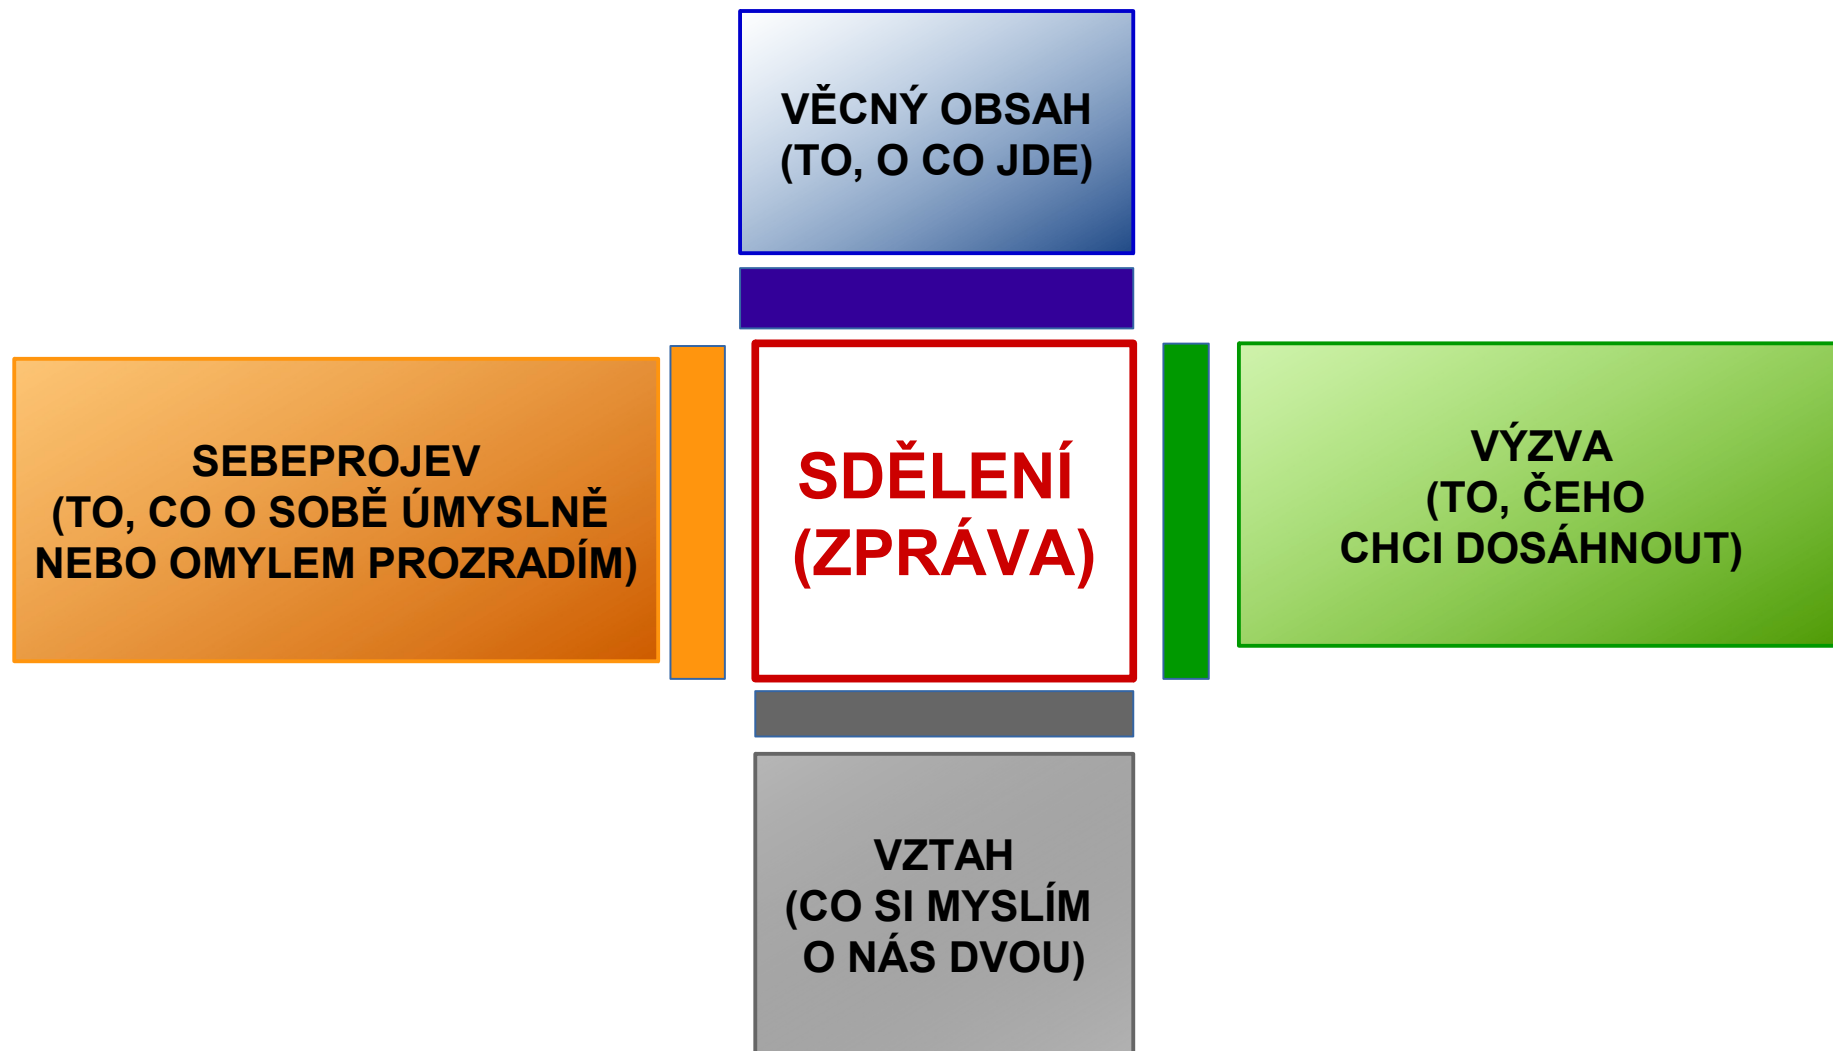 VĚCNÝ OBSAH
(TO, O CO JDE)
SEBEPROJEV
(TO, CO O SOBĚ ÚMYSLNĚ
NEBO OMYLEM PROZRADÍM)
SDĚLENÍ
(ZPRÁVA)
VÝZVA
(TO, ČEHO
CHCI DOSÁHNOUT)
VZTAH
(CO SI MYSLÍM
O NÁS DVOU)